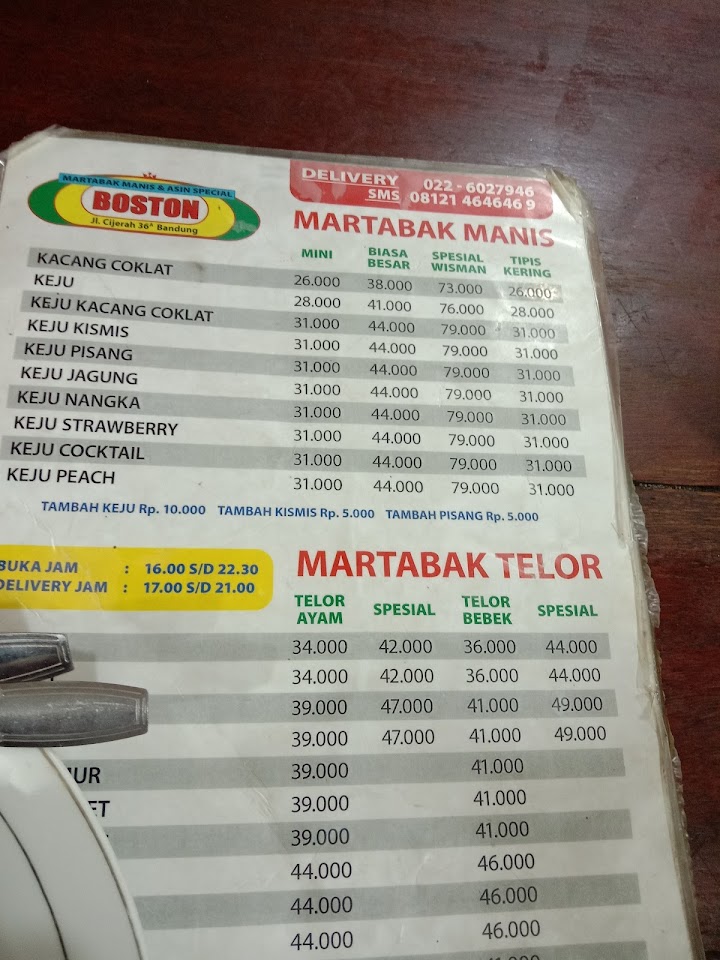 MARTABAK MANIS & ASIN SPECIAL
BOSTON
Jl. Cijerah 36ᴬ Bandung
DELIVERY 022 - 6027946
SMS 08121 464646 9
MARTABAK MANIS
MINI BIASA BESAR SPESIAL WISMAN TIPIS KERING
KACANG COKLAT 26.000 38.000 73.000 26.000
KEJU 28.000 41.000 76.000 28.000
KEJU KACANG COKLAT 31.000 44.000 79.000 31.000
KEJU KISMIS 31.000 44.000 79.000 31.000
KEJU PISANG 31.000 44.000 79.000 31.000
KEJU JAGUNG 31.000 44.000 79.000 31.000
KEJU NANGKA 31.000 44.000 79.000 31.000
KEJU STRAWBERRY 31.000 44.000 79.000 31.000
KEJU COCKTAIL 31.000 44.000 79.000 31.000
KEJU PEACH 31.000 44.000 79.000 31.000
TAMBAH KEJU Rp. 10.000 TAMBAH KISMIS Rp. 5.000 TAMBAH PISANG Rp. 5.000
BUKA JAM : 16.00 S/D 22.30
DELIVERY JAM : 17.00 S/D 21.00
MARTABAK TELOR
TELOR AYAM SPESIAL TELOR BEBEK SPESIAL
34.000 42.000 36.000 44.000
34.000 42.000 36.000 44.000
39.000 47.000 41.000 49.000
39.000 47.000 41.000 49.000
39.000 41.000
39.000 41.000
39.000 41.000
44.000 46.000
44.000 46.000
44.000 46.000